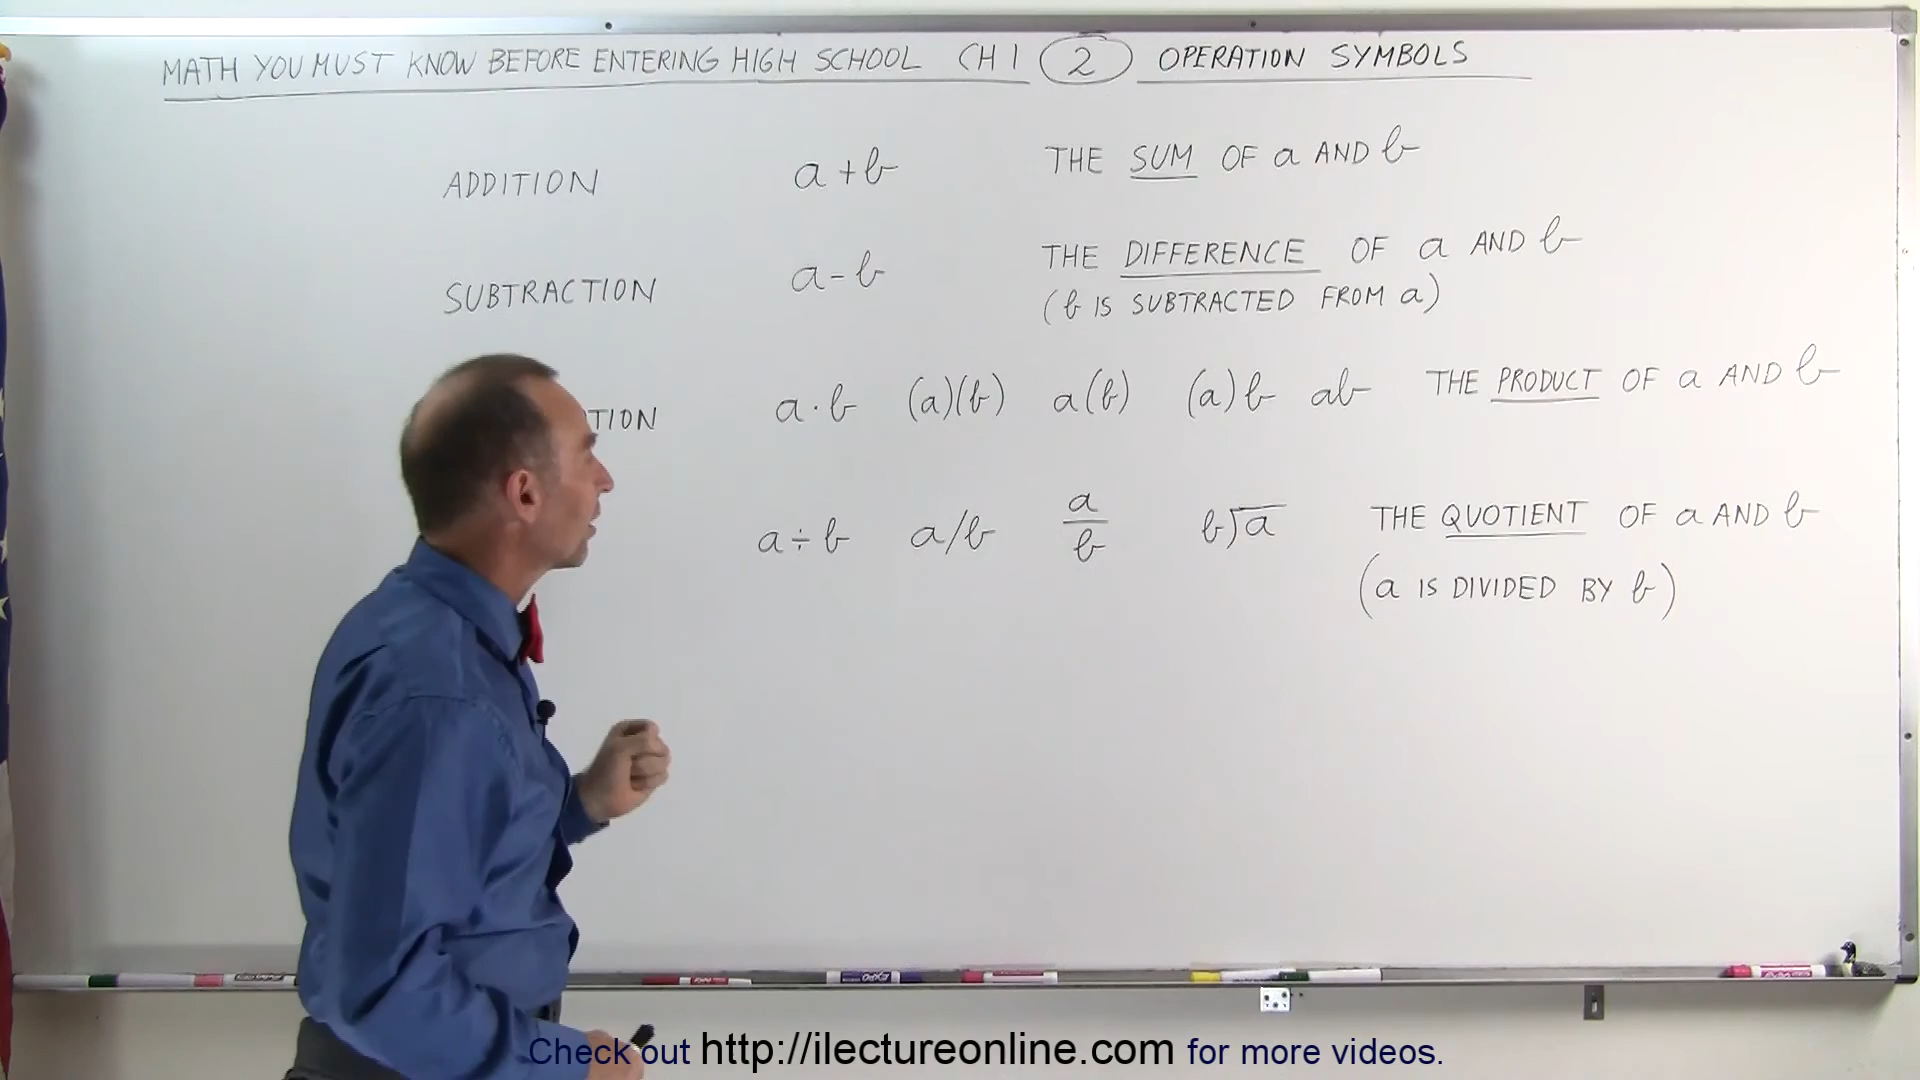 MATH YOU MUST KNOW BEFORE ENTERING HIGH SCHOOL CH 1 2 OPERATION SYMBOLS
ADDITION a + b THE SUM OF a AND b
SUBTRACTION a - b THE DIFFERENCE OF a AND b
(b IS SUBTRACTED FROM a)
TION a · b (a)(b) a(b) (a)b ab THE PRODUCT OF a AND b
a ÷ b a/b a/b b)a THE QUOTIENT OF a AND b
(a IS DIVIDED BY b)
EXPO
Check out http://ilectureonline.com for more videos.